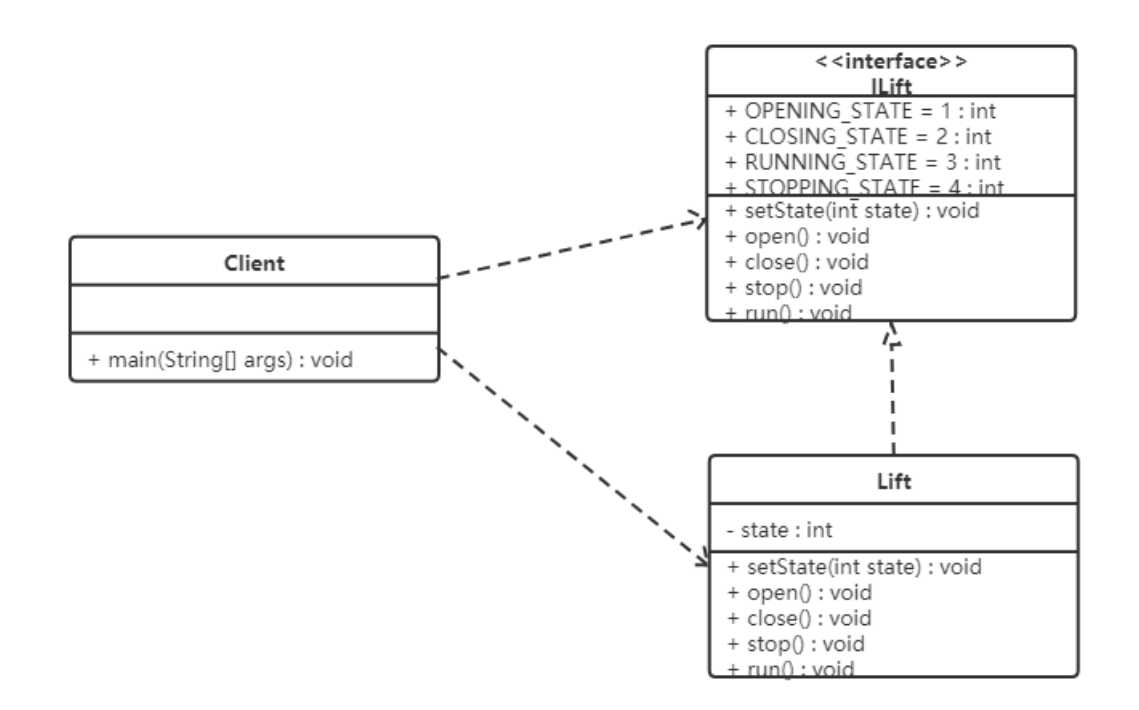 <<interface>>
ILift
+ OPENING_STATE = 1 : int
+ CLOSING_STATE = 2 : int
+ RUNNING_STATE = 3 : int
+ STOPPING_STATE = 4 : int
+ setState(int state) : void
+ open() : void
+ close() : void
+ stop() : void
+ run() : void
Client
+ main(String[] args) : void
Lift
- state : int
+ setState(int state) : void
+ open() : void
+ close() : void
+ stop() : void
+ run() : void